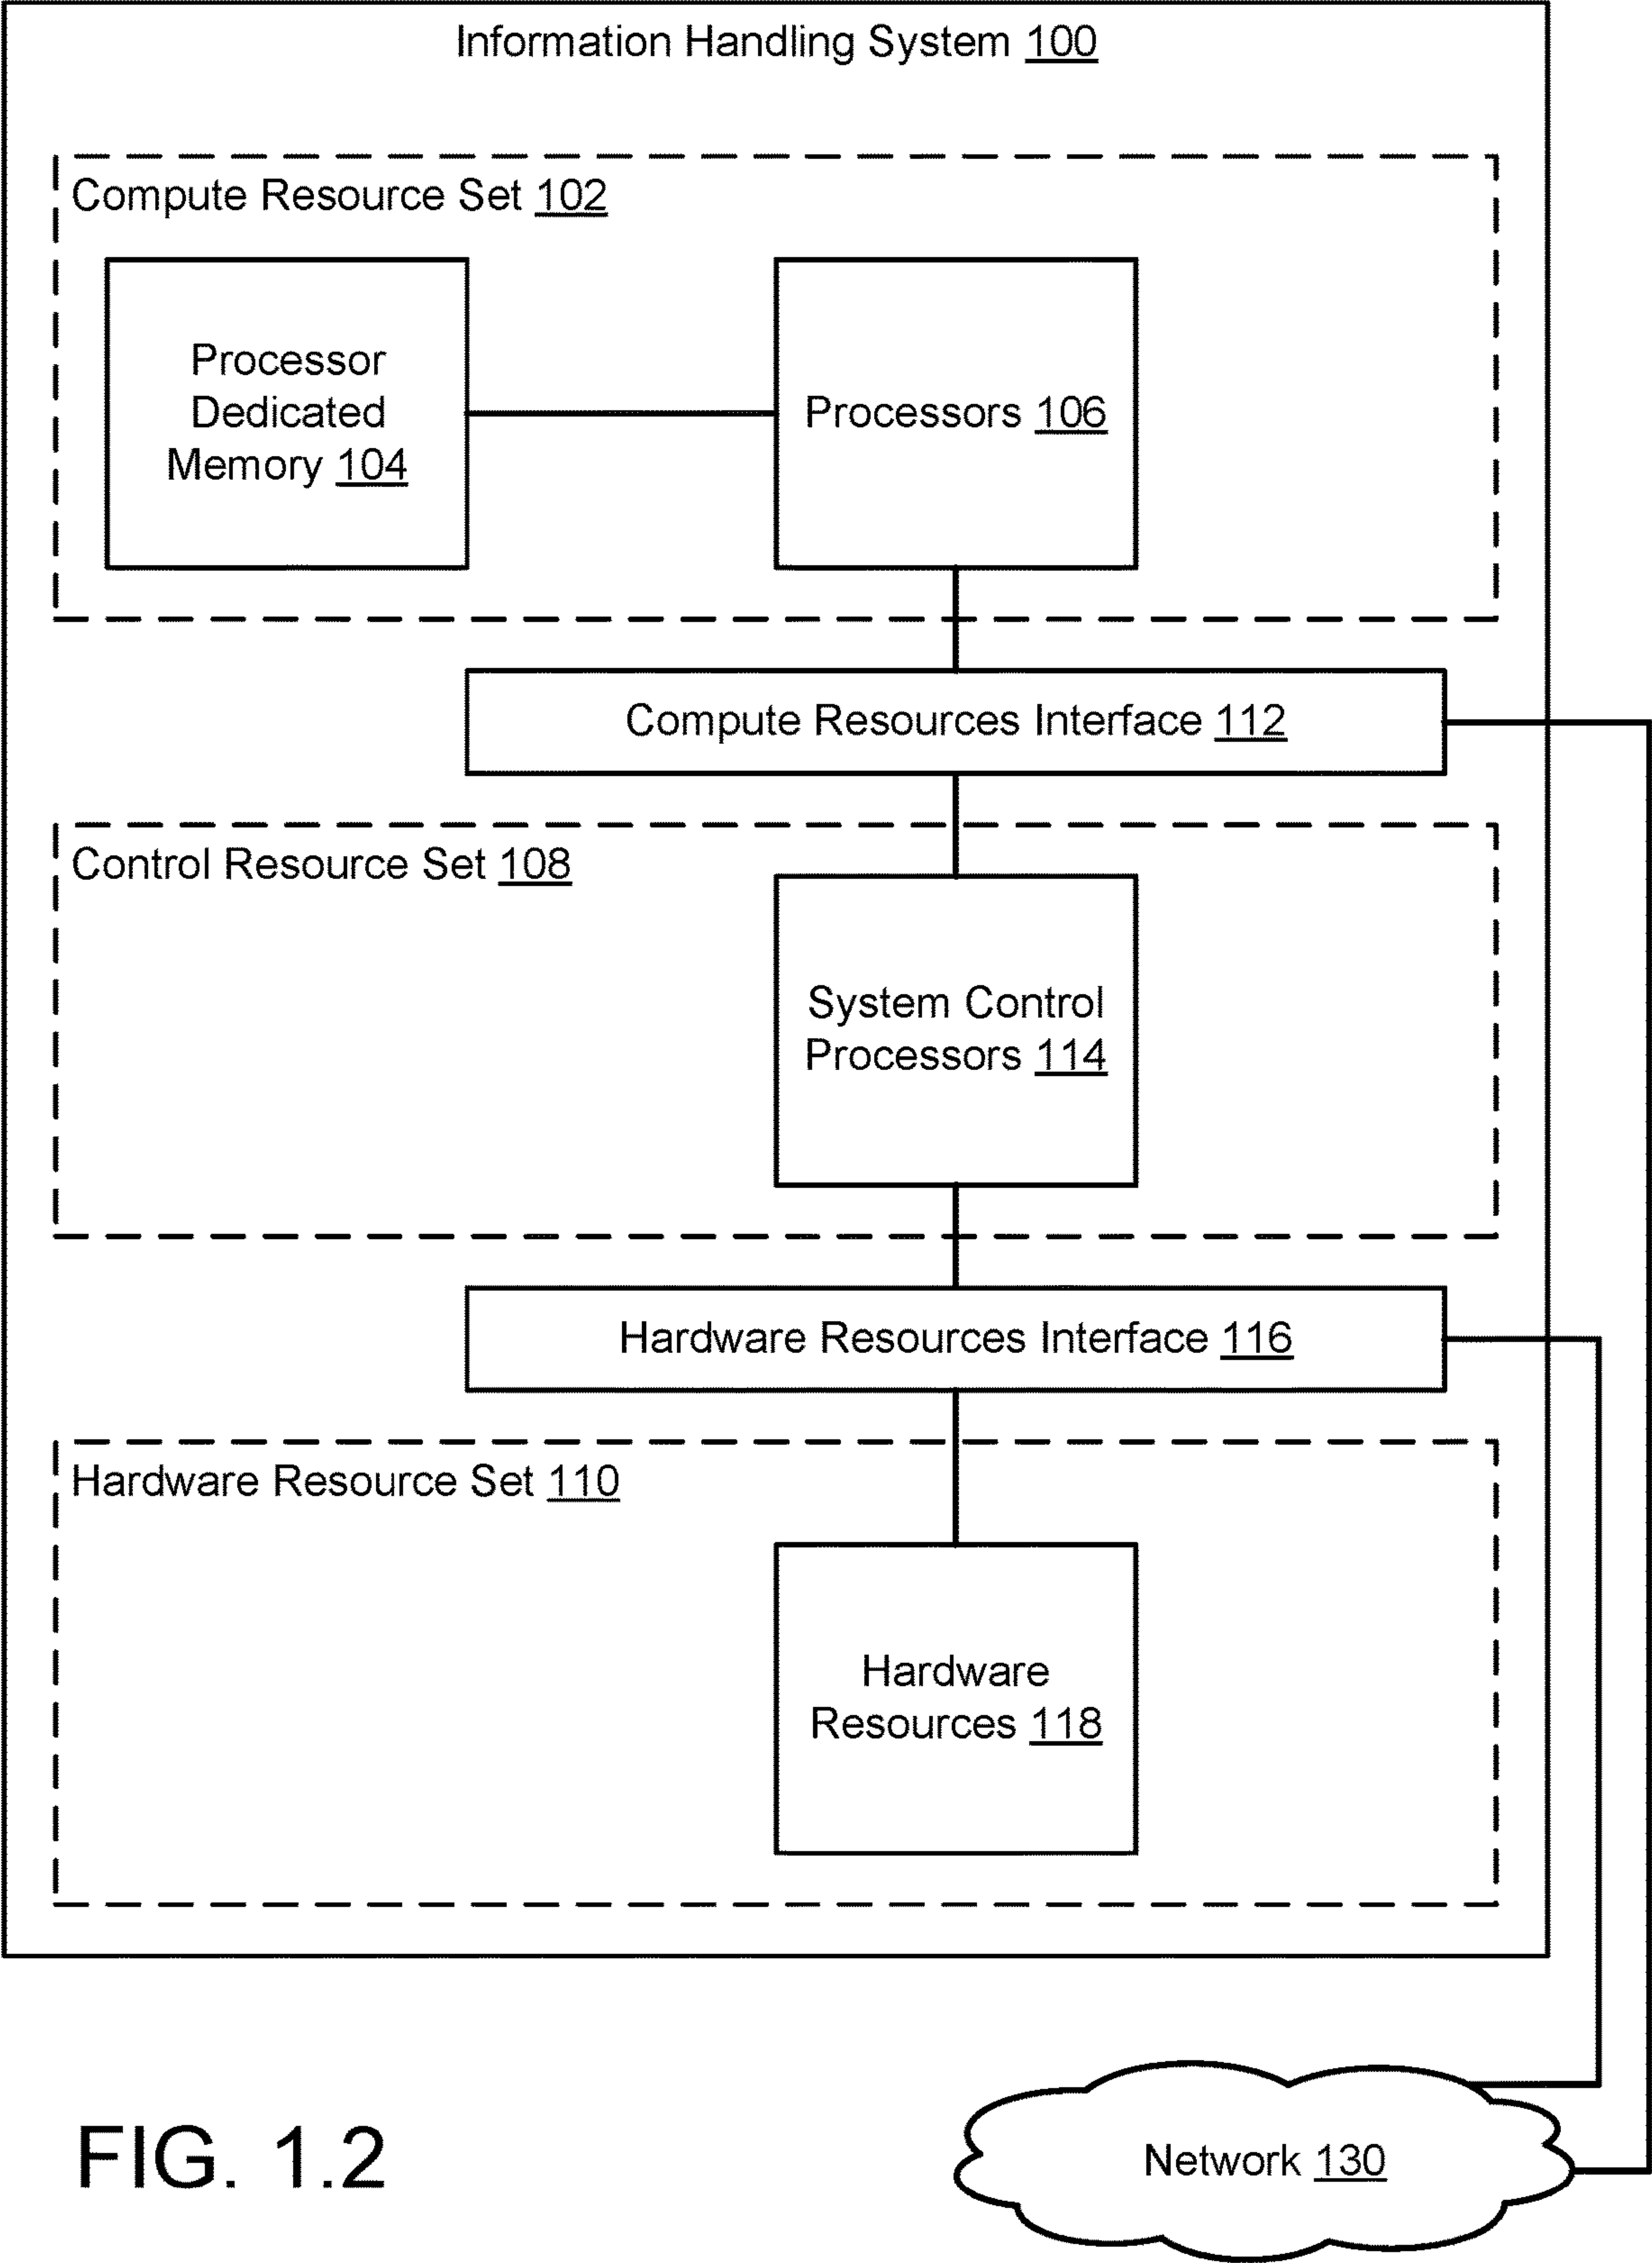 Information Handling System 100
Compute Resource Set 102
Processor
Dedicated
Memory 104
Processors 106
Compute Resources Interface 112
Control Resource Set 108
System Control
Processors 114
Hardware Resources Interface 116
Hardware Resource Set 110
Hardware
Resources 118
Network 130
FIG. 1.2